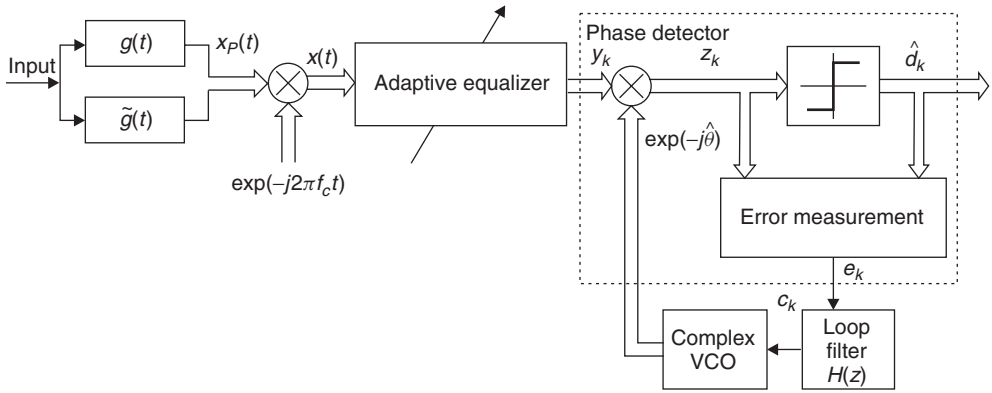 Input
g(t)
g̃(t)
x_P(t)
x(t)
exp(−j2πf_ct)
Adaptive equalizer
Phase detector
y_k
z_k
d̂_k
exp(−jθ̂)
Error measurement
e_k
c_k
Complex
VCO
Loop
filter
H(z)